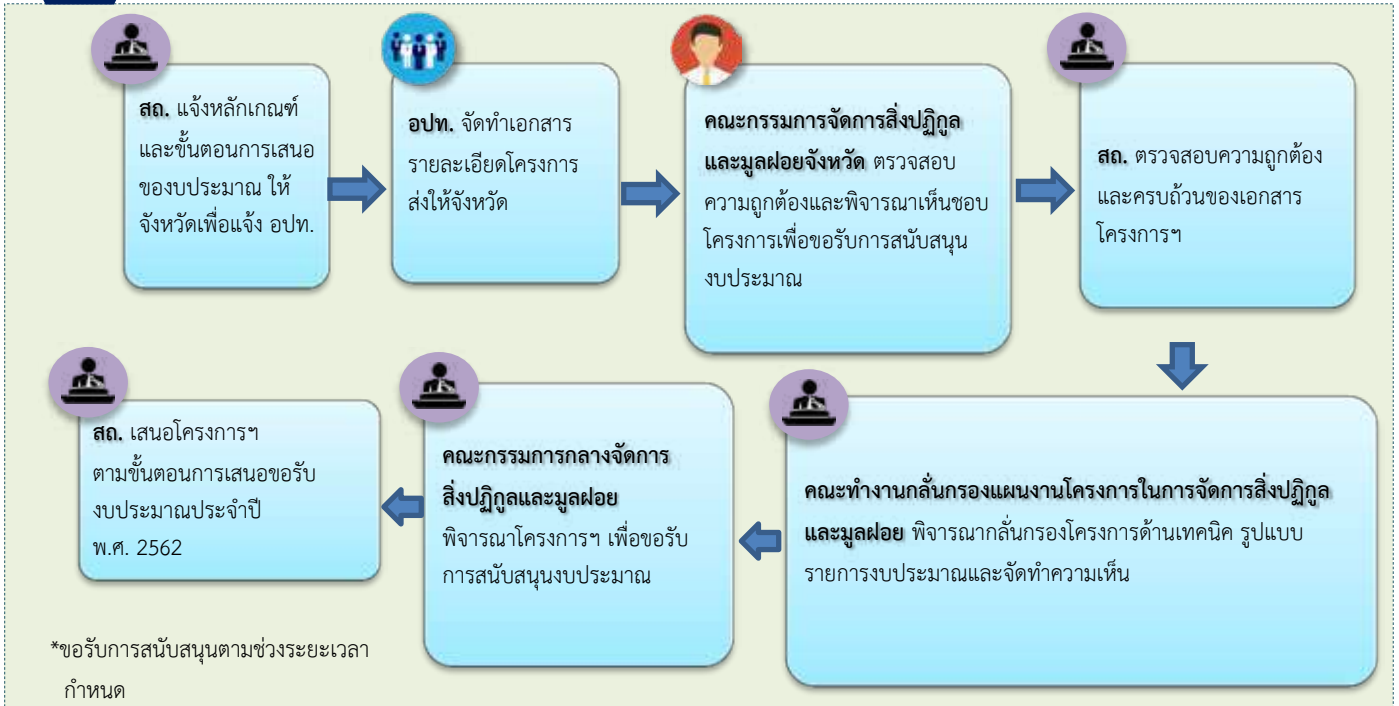 สถ. แจ้งหลักเกณฑ์
และขั้นตอนการเสนอ
ของบประมาณ ให้
จังหวัดเพื่อแจ้ง อปท.
อปท. จัดทำเอกสาร
รายละเอียดโครงการ
ส่งให้จังหวัด
คณะกรรมการจัดการสิ่งปฏิกูล
และมูลฝอยจังหวัด ตรวจสอบ
ความถูกต้องและพิจารณาเห็นชอบ
โครงการเพื่อขอรับการสนับสนุน
งบประมาณ
สถ. ตรวจสอบความถูกต้อง
และครบถ้วนของเอกสาร
โครงการฯ
คณะทำงานกลั่นกรองแผนงานโครงการในการจัดการสิ่งปฏิกูล
และมูลฝอย พิจารณากลั่นกรองโครงการด้านเทคนิค รูปแบบ
รายการงบประมาณและจัดทำความเห็น
คณะกรรมการกลางจัดการ
สิ่งปฏิกูลและมูลฝอย
พิจารณาโครงการฯ เพื่อขอรับ
การสนับสนุนงบประมาณ
สถ. เสนอโครงการฯ
ตามขั้นตอนการเสนอขอรับ
งบประมาณประจำปี
พ.ศ. 2562
*ขอรับการสนับสนุนตามช่วงระยะเวลา
กำหนด